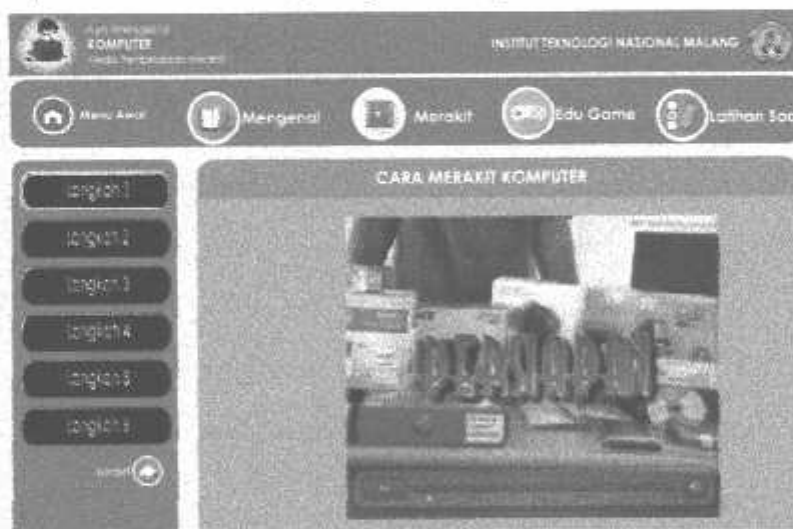 KOMPUTER
INSTITUT TEKNOLOGI NASIONAL MALANG
Menu Awal
Mengenal
Merakit
Edu Game
Latihan Soal
CARA MERAKIT KOMPUTER
Langkah 1
Langkah 2
Langkah 3
Langkah 4
Langkah 5
Langkah 6